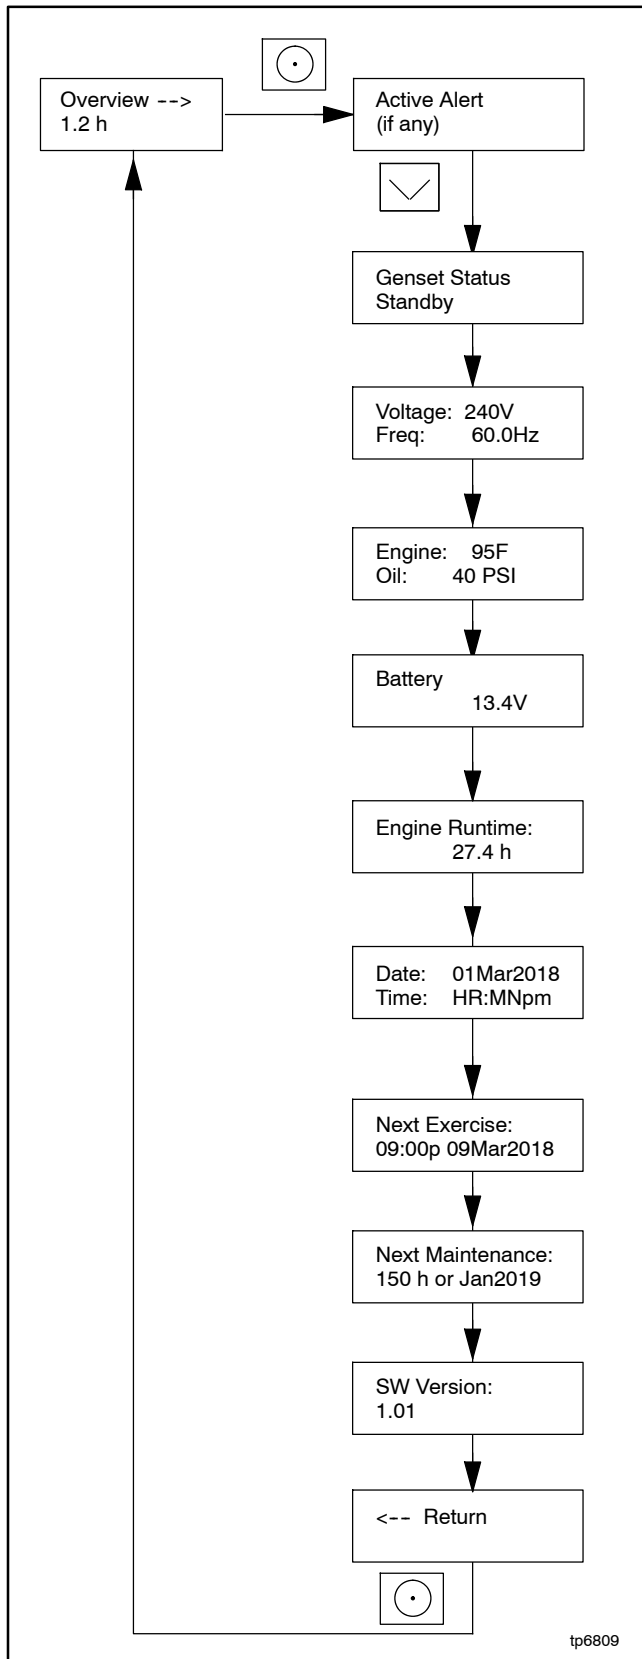 Overview -->
1.2 h
Active Alert
(if any)
Genset Status
Standby
Voltage: 240V
Freq: 60.0Hz
Engine: 95F
Oil: 40 PSI
Battery
13.4V
Engine Runtime:
27.4 h
Date: 01Mar2018
Time: HR:MNpm
Next Exercise:
09:00p 09Mar2018
Next Maintenance:
150 h or Jan2019
SW Version:
1.01
<-- Return
tp6809